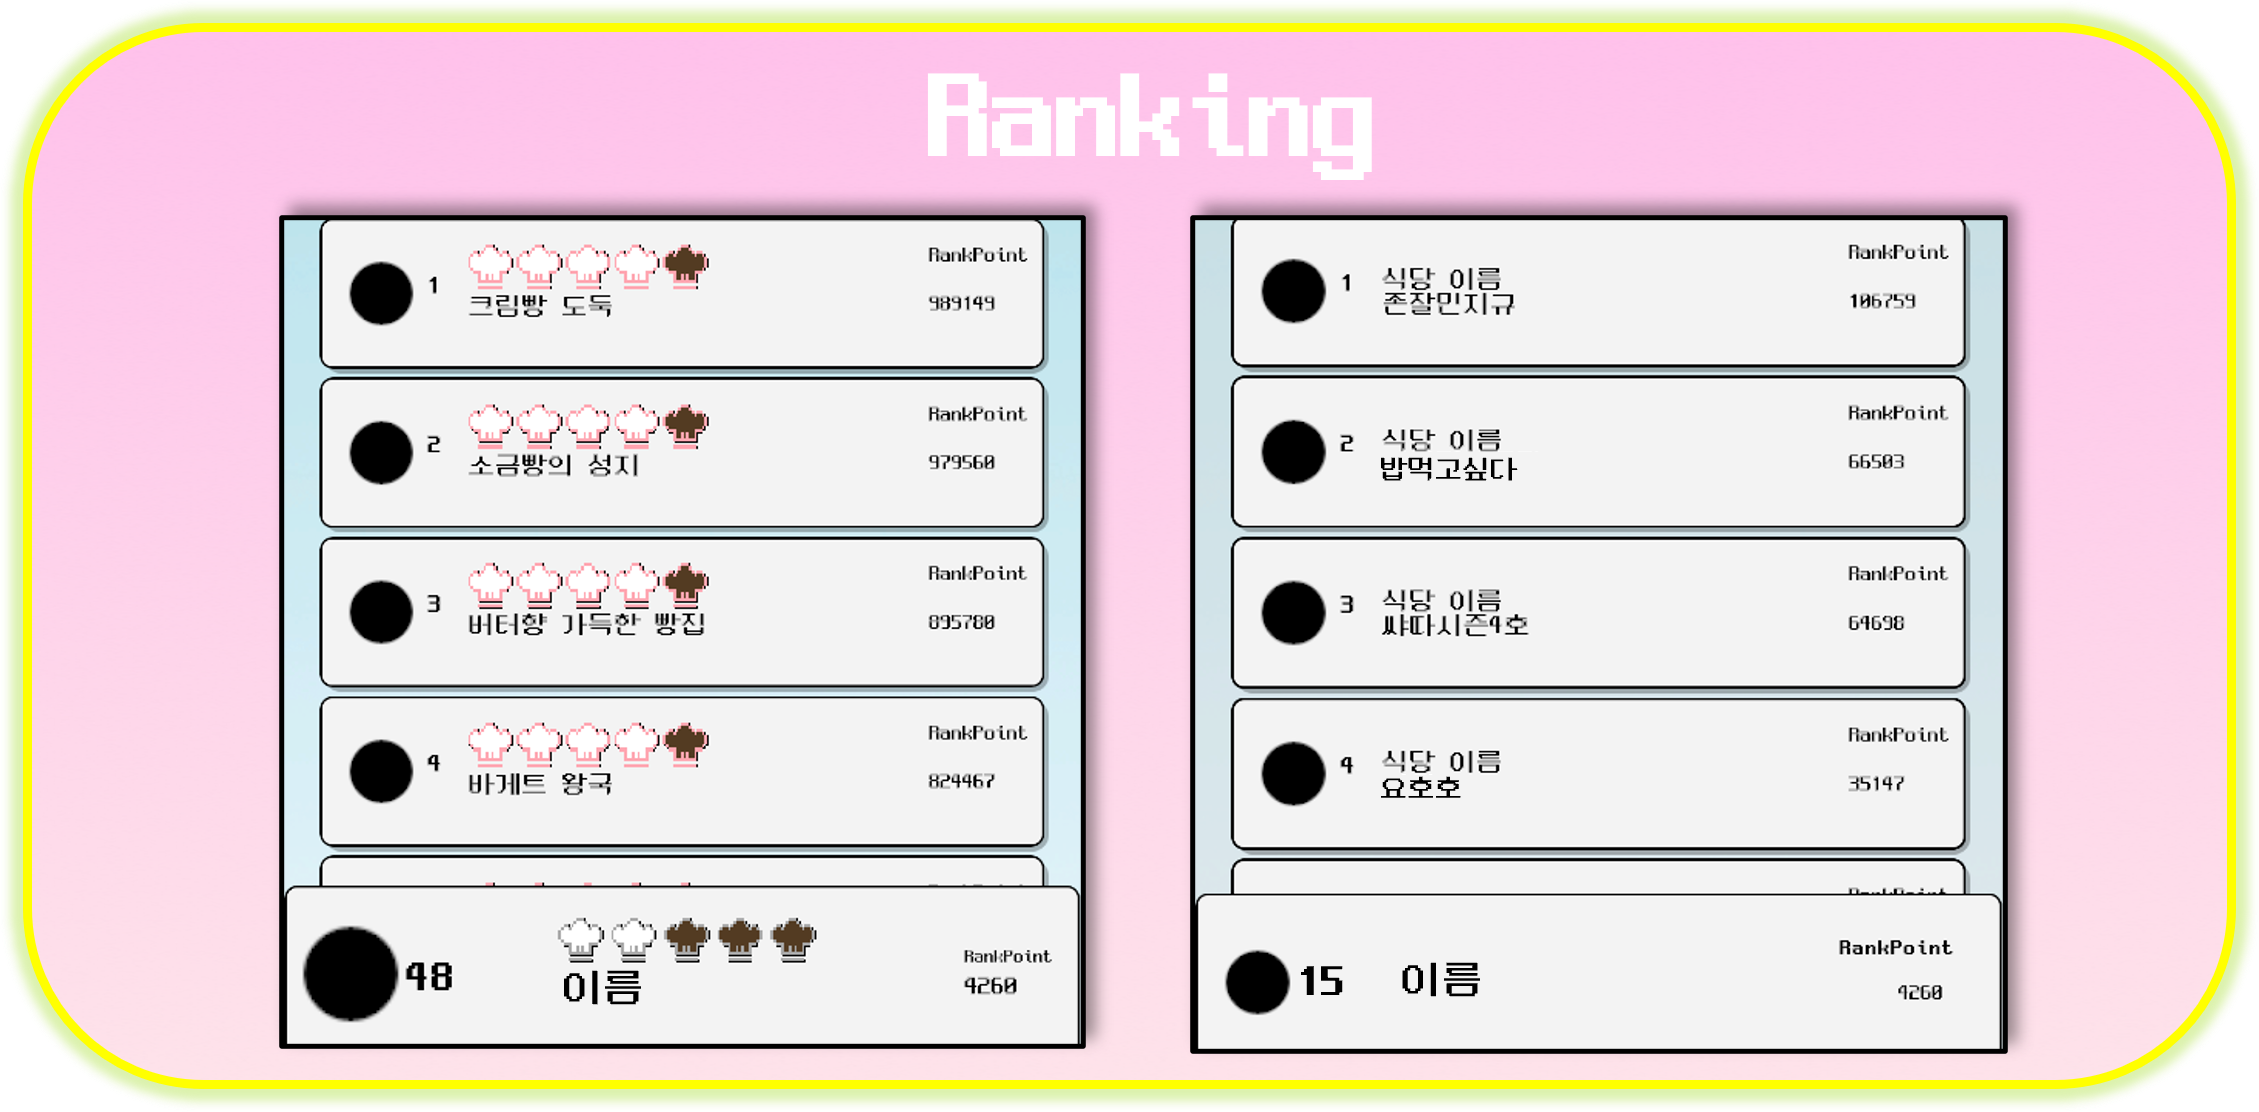 Ranking
1
크림빵 도둑
RankPoint
989149
2
소금빵의 성지
RankPoint
979560
3
버터향 가득한 빵집
RankPoint
895780
4
바게트 왕국
RankPoint
824467
48
이름
RankPoint
4260
1
식당 이름
존잘민지규
RankPoint
106759
2
식당 이름
밥먹고싶다
RankPoint
66503
3
식당 이름
쌰따시즌4호
RankPoint
64698
4
식당 이름
요호호
RankPoint
35147
RankPoint
15
이름
RankPoint
4260